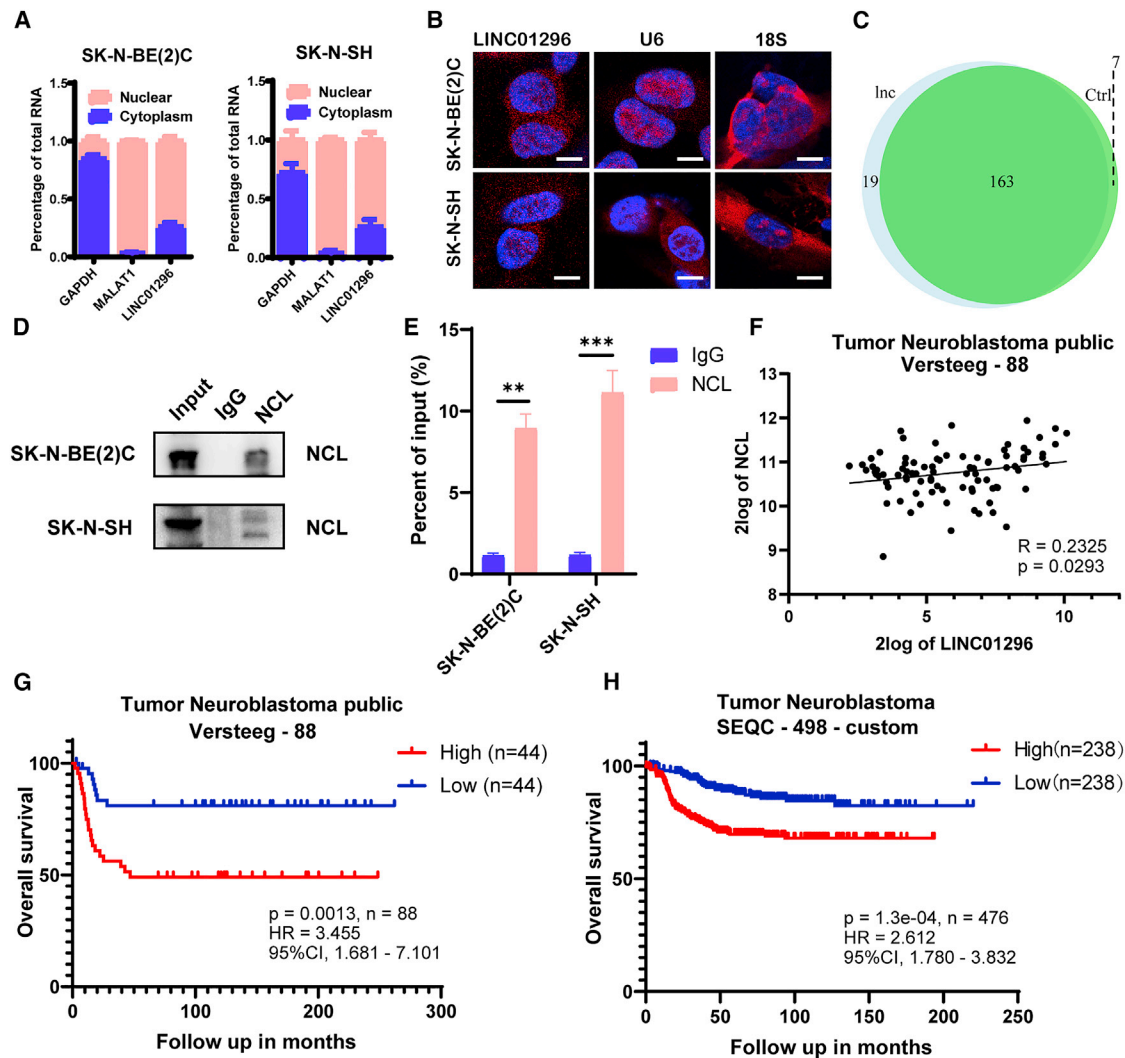 A
SK-N-BE(2)C
Percentage of total RNA
1.5
1.0
0.5
0.0
Nuclear
Cytoplasm
GAPDH
MALAT1
LINC01296
SK-N-SH
Percentage of total RNA
1.5
1.0
0.5
0.0
Nuclear
Cytoplasm
GAPDH
MALAT1
LINC01296
B
LINC01296 U6 18S
SK-N-BE(2)C
SK-N-SH
C
7
lnc
Ctrl
19
163
D
Input IgG NCL
SK-N-BE(2)C NCL
SK-N-SH NCL
E
Percent of input (%)
15
10
5
0
IgG
NCL
**
***
SK-N-BE(2)C
SK-N-SH
F
Tumor Neuroblastoma public
Versteeg - 88
2log of NCL
13
12
11
10
9
8
R = 0.2325
p = 0.0293
0 5 10
2log of LINC01296
G
Tumor Neuroblastoma public
Versteeg - 88
High (n=44)
Low (n=44)
Overall survival
100
50
0
p = 0.0013, n = 88
HR = 3.455
95%CI, 1.681 - 7.101
0 100 200 300
Follow up in months
H
Tumor Neuroblastoma
SEQC - 498 - custom
High(n=238)
Low(n=238)
Overall survival
100
50
0
p = 1.3e-04, n = 476
HR = 2.612
95%CI, 1.780 - 3.832
0 50 100 150 200 250
Follow up in months